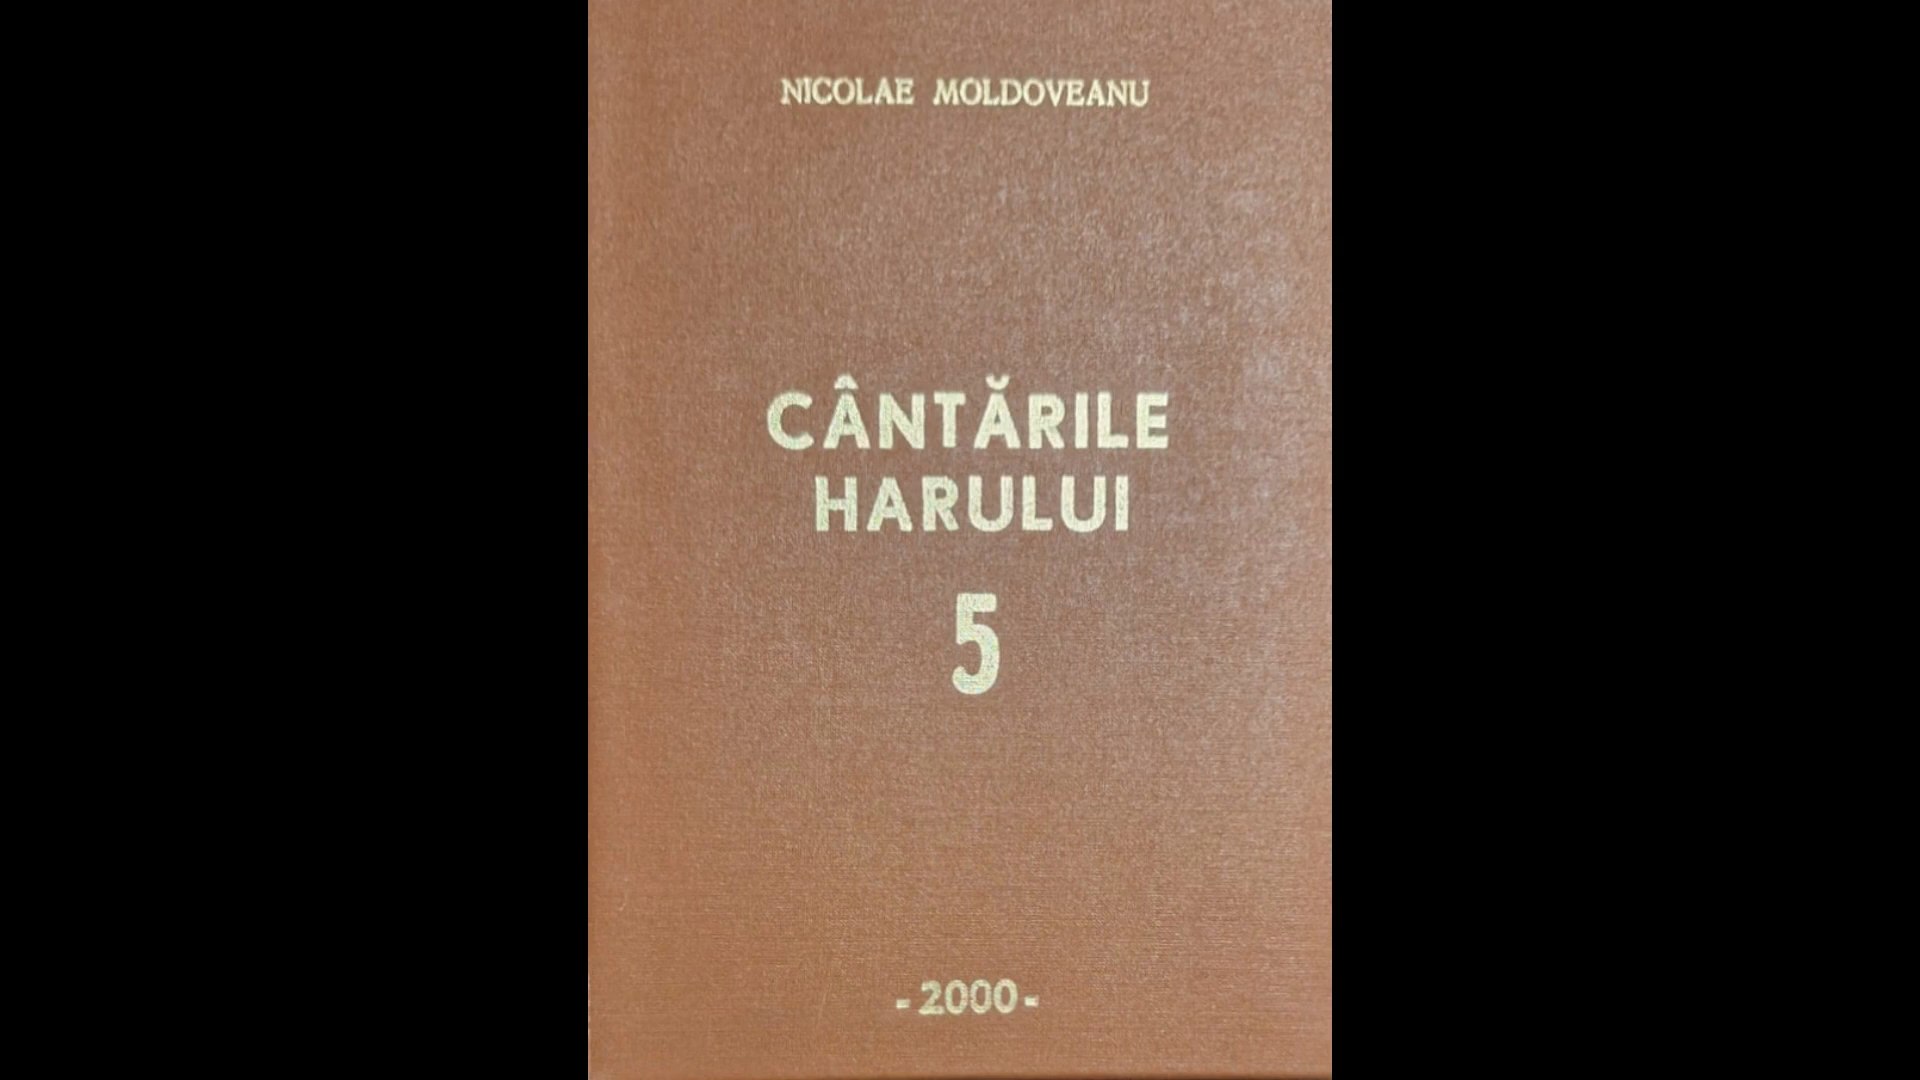 NICOLAE MOLDOVEANU
CÂNTĂRILE
HARULUI
5
- 2000 -